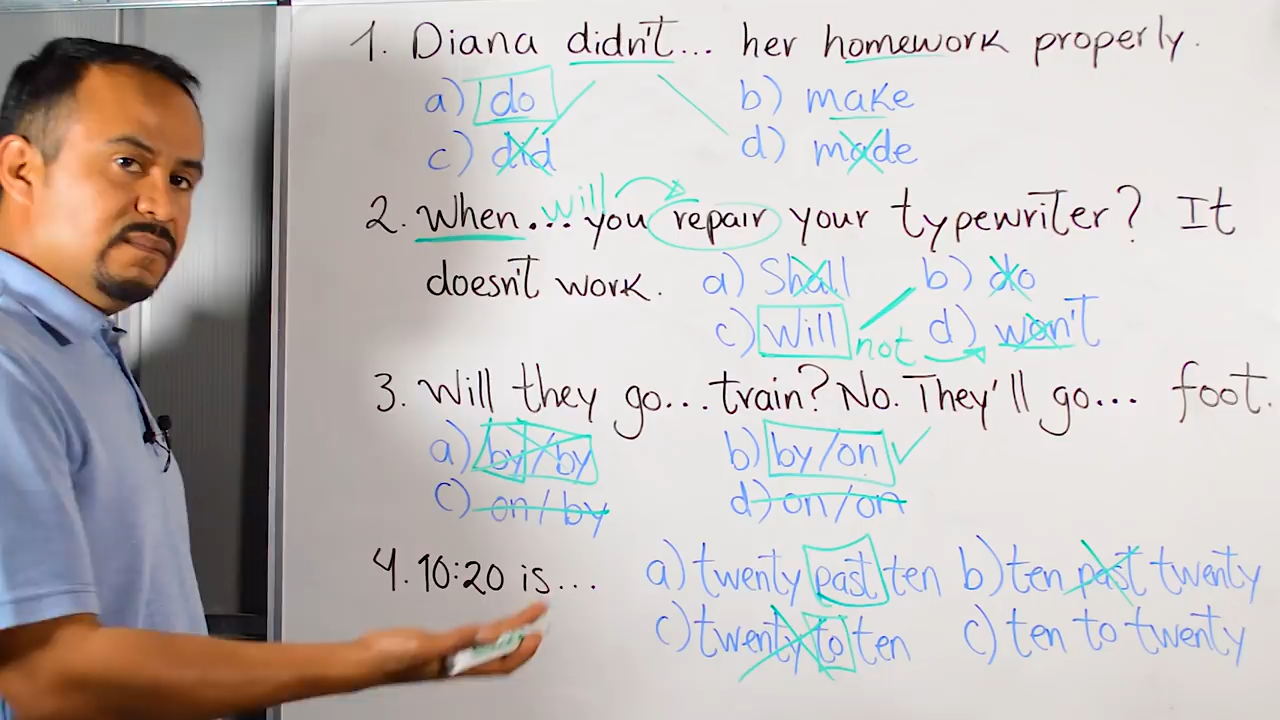 1. Diana didn't... her homework properly.
a) do b) make
c) did d) made
will
2. When... you repair your typewriter? It
doesn't work. a) Shall b) do
c) will not d) won't
3. Will they go... train? No. They'll go... foot.
a) by/by b) by/on
c) on/by d) on/on
4. 10:20 is... a) twenty past ten b) ten past twenty
c) twenty to ten c) ten to twenty